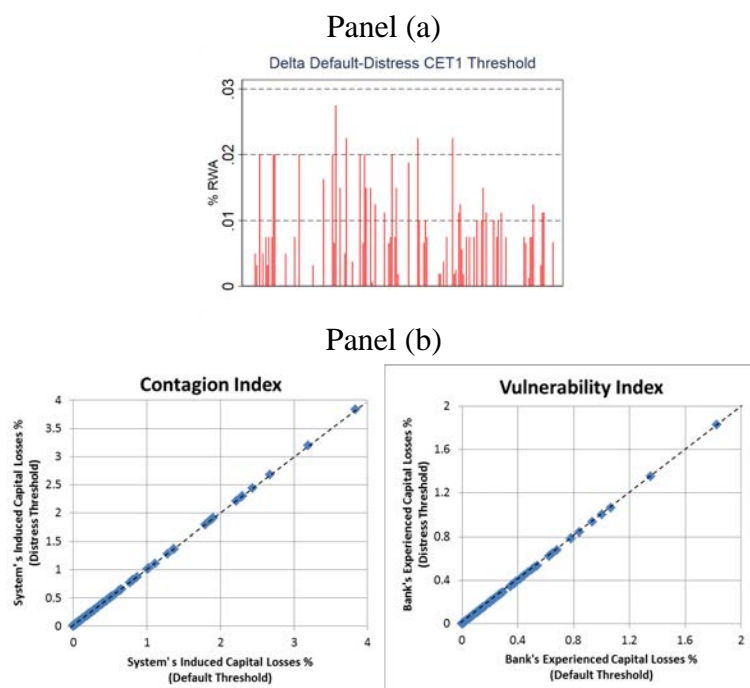 Panel (a)
Delta Default-Distress CET1 Threshold
% RWA
.03
.02
.01
0
Panel (b)
Contagion Index
System' s Induced Capital Losses %
(Distress Threshold)
4
3.5
3
2.5
2
1.5
1
0.5
0
0 1 2 3 4
System' s Induced Capital Losses %
(Default Threshold)
Vulnerability Index
Bank's Experienced Capital Losses %
(Distress Threshold)
2
1.6
1.2
0.8
0.4
0
0 0.4 0.8 1.2 1.6 2
Bank's Experienced Capital Losses %
(Default Threshold)